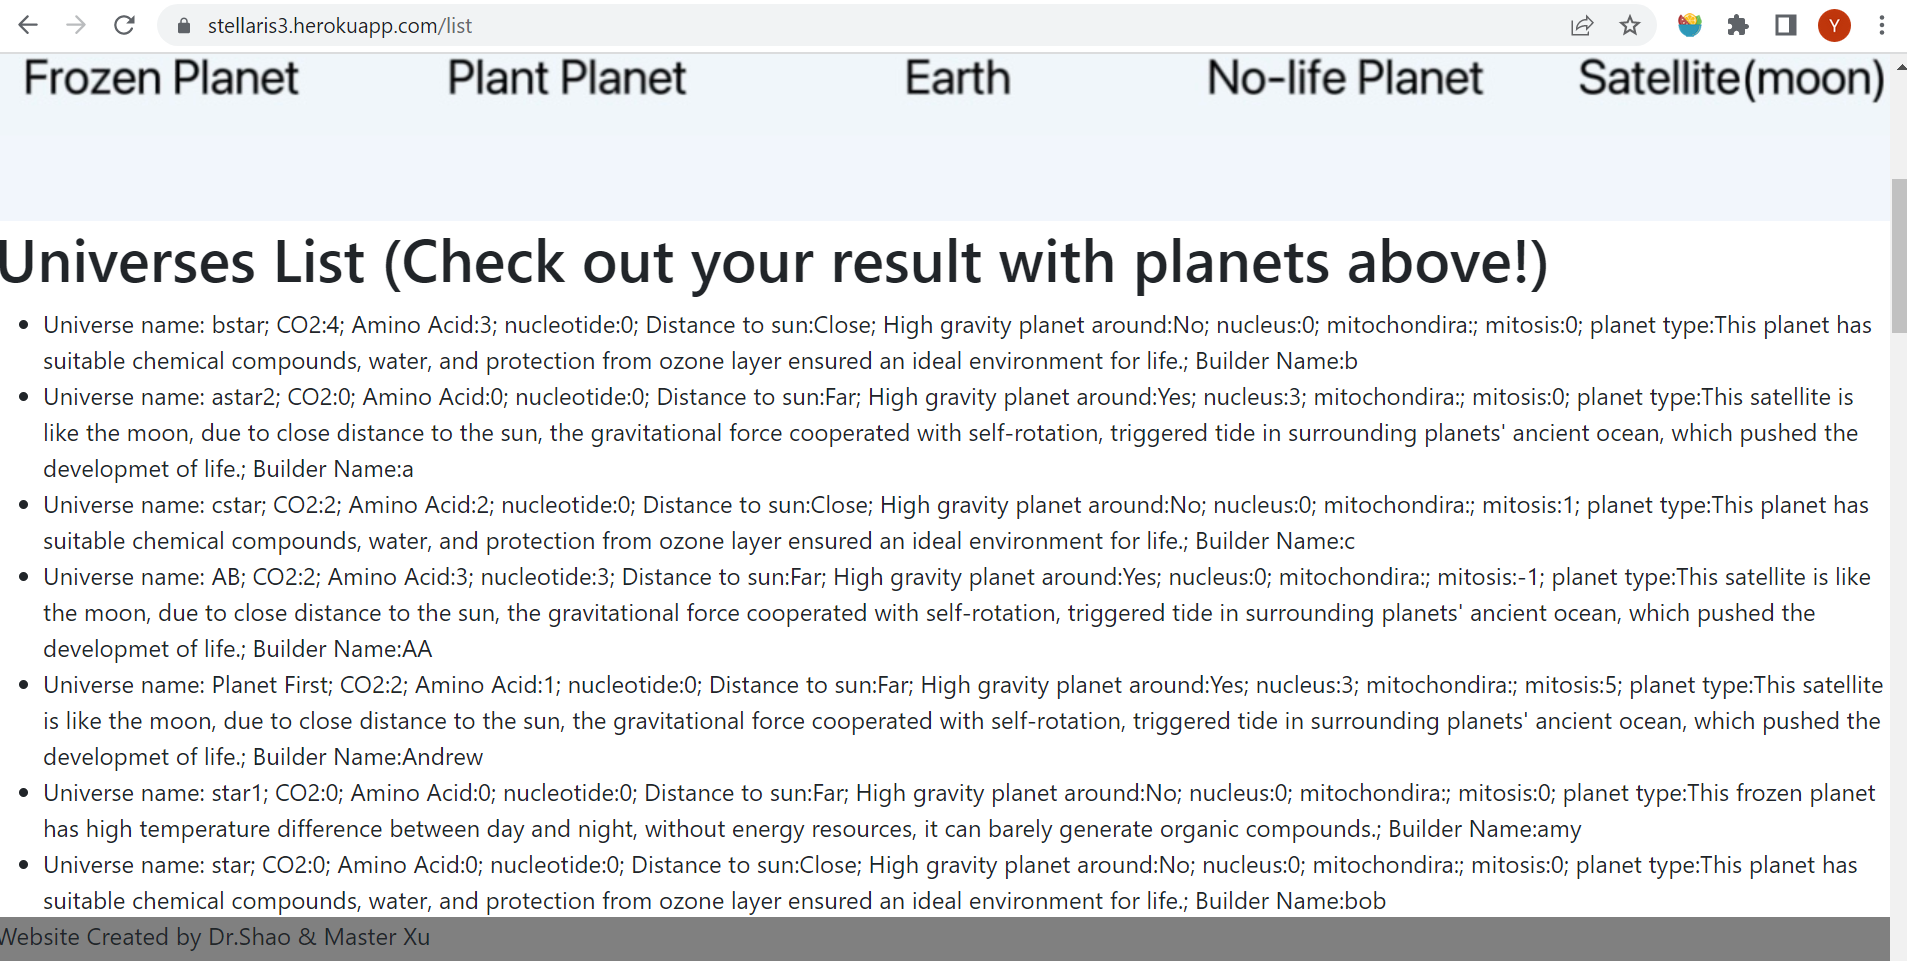 stellaris3.herokuapp.com/list
Y
Frozen Planet Plant Planet Earth No-life Planet Satellite(moon)
Universes List (Check out your result with planets above!)
Universe name: bstar; CO2:4; Amino Acid:3; nucleotide:0; Distance to sun:Close; High gravity planet around:No; nucleus:0; mitochondira:; mitosis:0; planet type:This planet has
suitable chemical compounds, water, and protection from ozone layer ensured an ideal environment for life.; Builder Name:b
Universe name: astar2; CO2:0; Amino Acid:0; nucleotide:0; Distance to sun:Far; High gravity planet around:Yes; nucleus:3; mitochondira:; mitosis:0; planet type:This satellite is
like the moon, due to close distance to the sun, the gravitational force cooperated with self-rotation, triggered tide in surrounding planets' ancient ocean, which pushed the
developmet of life.; Builder Name:a
Universe name: cstar; CO2:2; Amino Acid:2; nucleotide:0; Distance to sun:Close; High gravity planet around:No; nucleus:0; mitochondira:; mitosis:1; planet type:This planet has
suitable chemical compounds, water, and protection from ozone layer ensured an ideal environment for life.; Builder Name:c
Universe name: AB; CO2:2; Amino Acid:3; nucleotide:3; Distance to sun:Far; High gravity planet around:Yes; nucleus:0; mitochondira:; mitosis:-1; planet type:This satellite is like
the moon, due to close distance to the sun, the gravitational force cooperated with self-rotation, triggered tide in surrounding planets' ancient ocean, which pushed the
developmet of life.; Builder Name:AA
Universe name: Planet First; CO2:2; Amino Acid:1; nucleotide:0; Distance to sun:Far; High gravity planet around:Yes; nucleus:3; mitochondira:; mitosis:5; planet type:This satellite
is like the moon, due to close distance to the sun, the gravitational force cooperated with self-rotation, triggered tide in surrounding planets' ancient ocean, which pushed the
developmet of life.; Builder Name:Andrew
Universe name: star1; CO2:0; Amino Acid:0; nucleotide:0; Distance to sun:Far; High gravity planet around:No; nucleus:0; mitochondira:; mitosis:0; planet type:This frozen planet
has high temperature difference between day and night, without energy resources, it can barely generate organic compounds.; Builder Name:amy
Universe name: star; CO2:0; Amino Acid:0; nucleotide:0; Distance to sun:Close; High gravity planet around:No; nucleus:0; mitochondira:; mitosis:0; planet type:This planet has
suitable chemical compounds, water, and protection from ozone layer ensured an ideal environment for life.; Builder Name:bob
Website Created by Dr.Shao & Master Xu